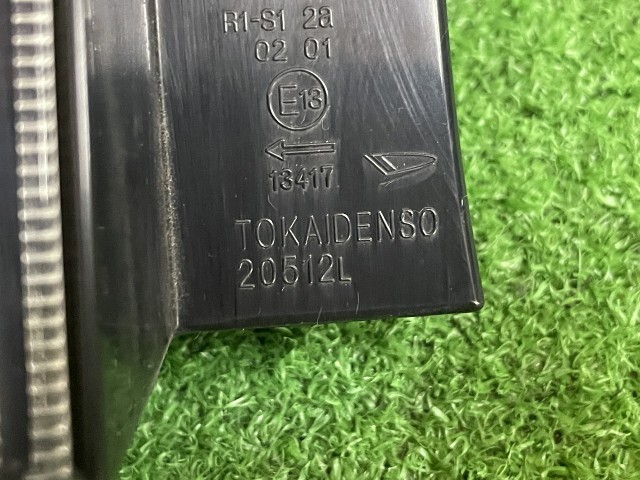 R1-S1 2a
02 01
E13
13417
TOKAIDENSO
20512L